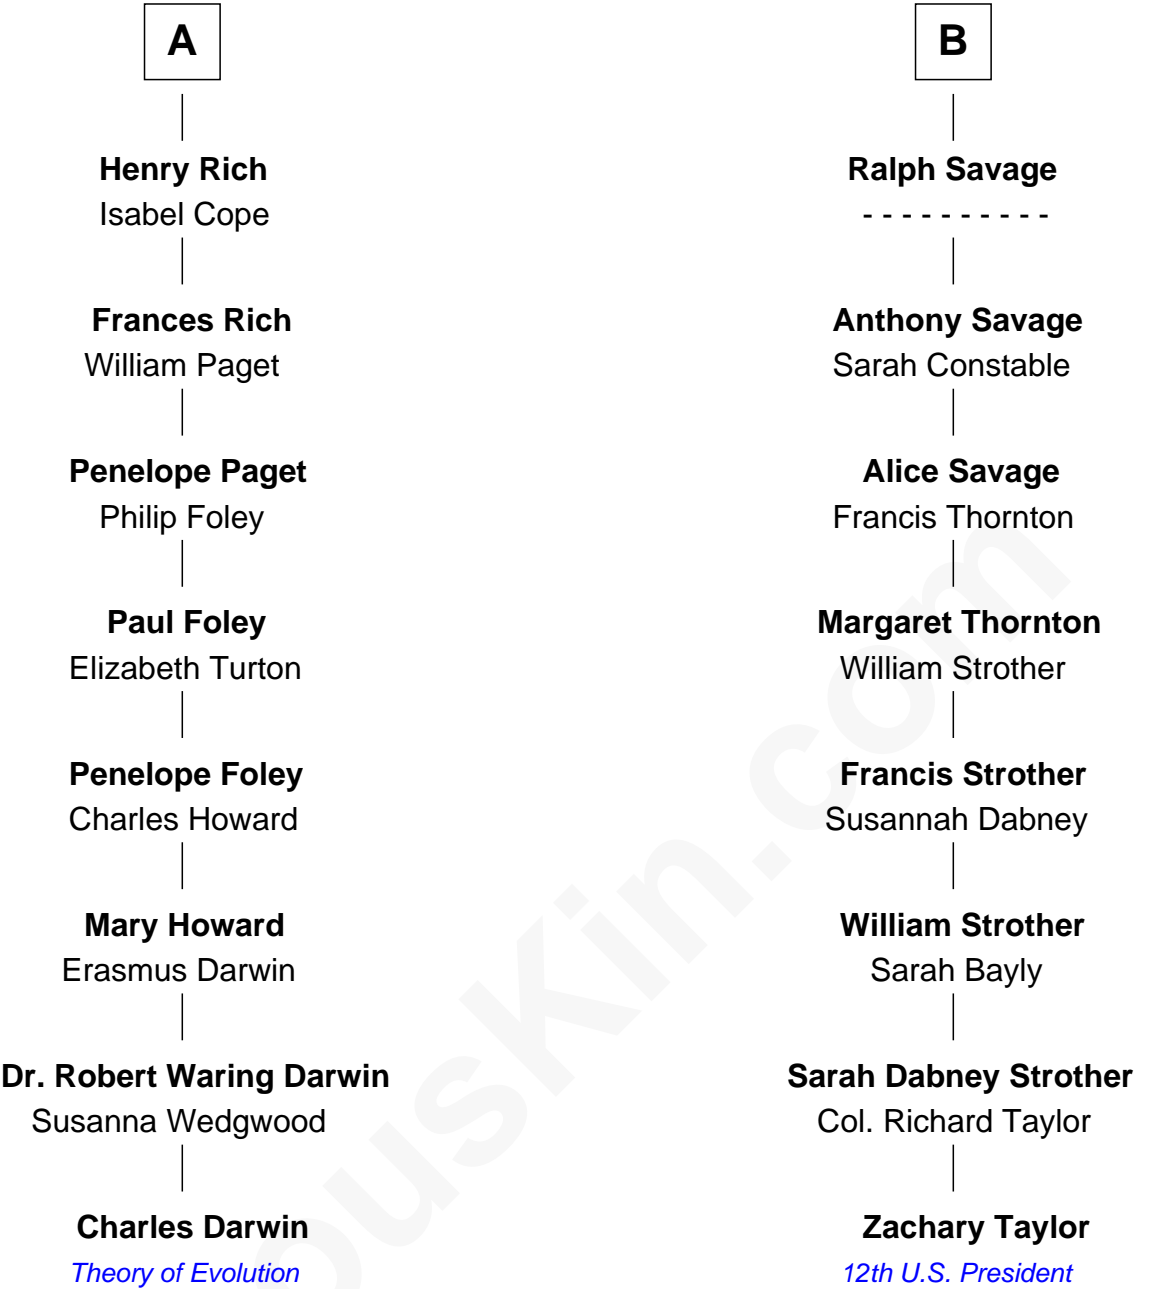 A
Henry Rich
Isabel Cope
Frances Rich
William Paget
Penelope Paget
Philip Foley
Paul Foley
Elizabeth Turton
Penelope Foley
Charles Howard
Mary Howard
Erasmus Darwin
Dr. Robert Waring Darwin
Susanna Wedgwood
Charles Darwin
Theory of Evolution
B
Ralph Savage
- - - - - - - - - -
Anthony Savage
Sarah Constable
Alice Savage
Francis Thornton
Margaret Thornton
William Strother
Francis Strother
Susannah Dabney
William Strother
Sarah Bayly
Sarah Dabney Strother
Col. Richard Taylor
Zachary Taylor
12th U.S. President
ousKin.com